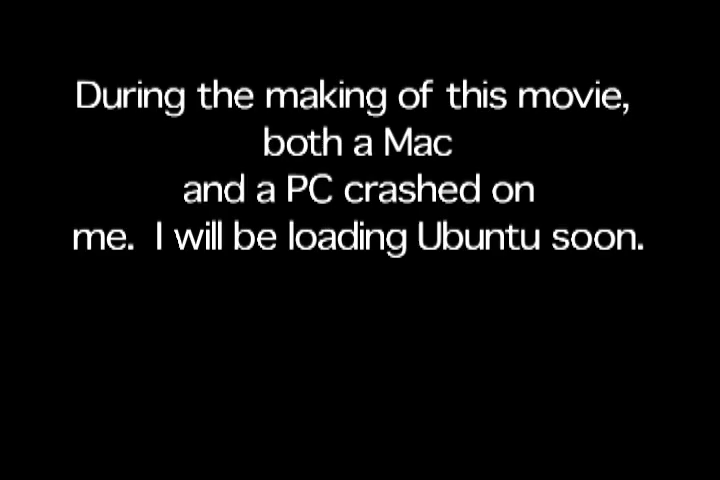 During the making of this movie,
both a Mac
and a PC crashed on
me.  I will be loading Ubuntu soon.